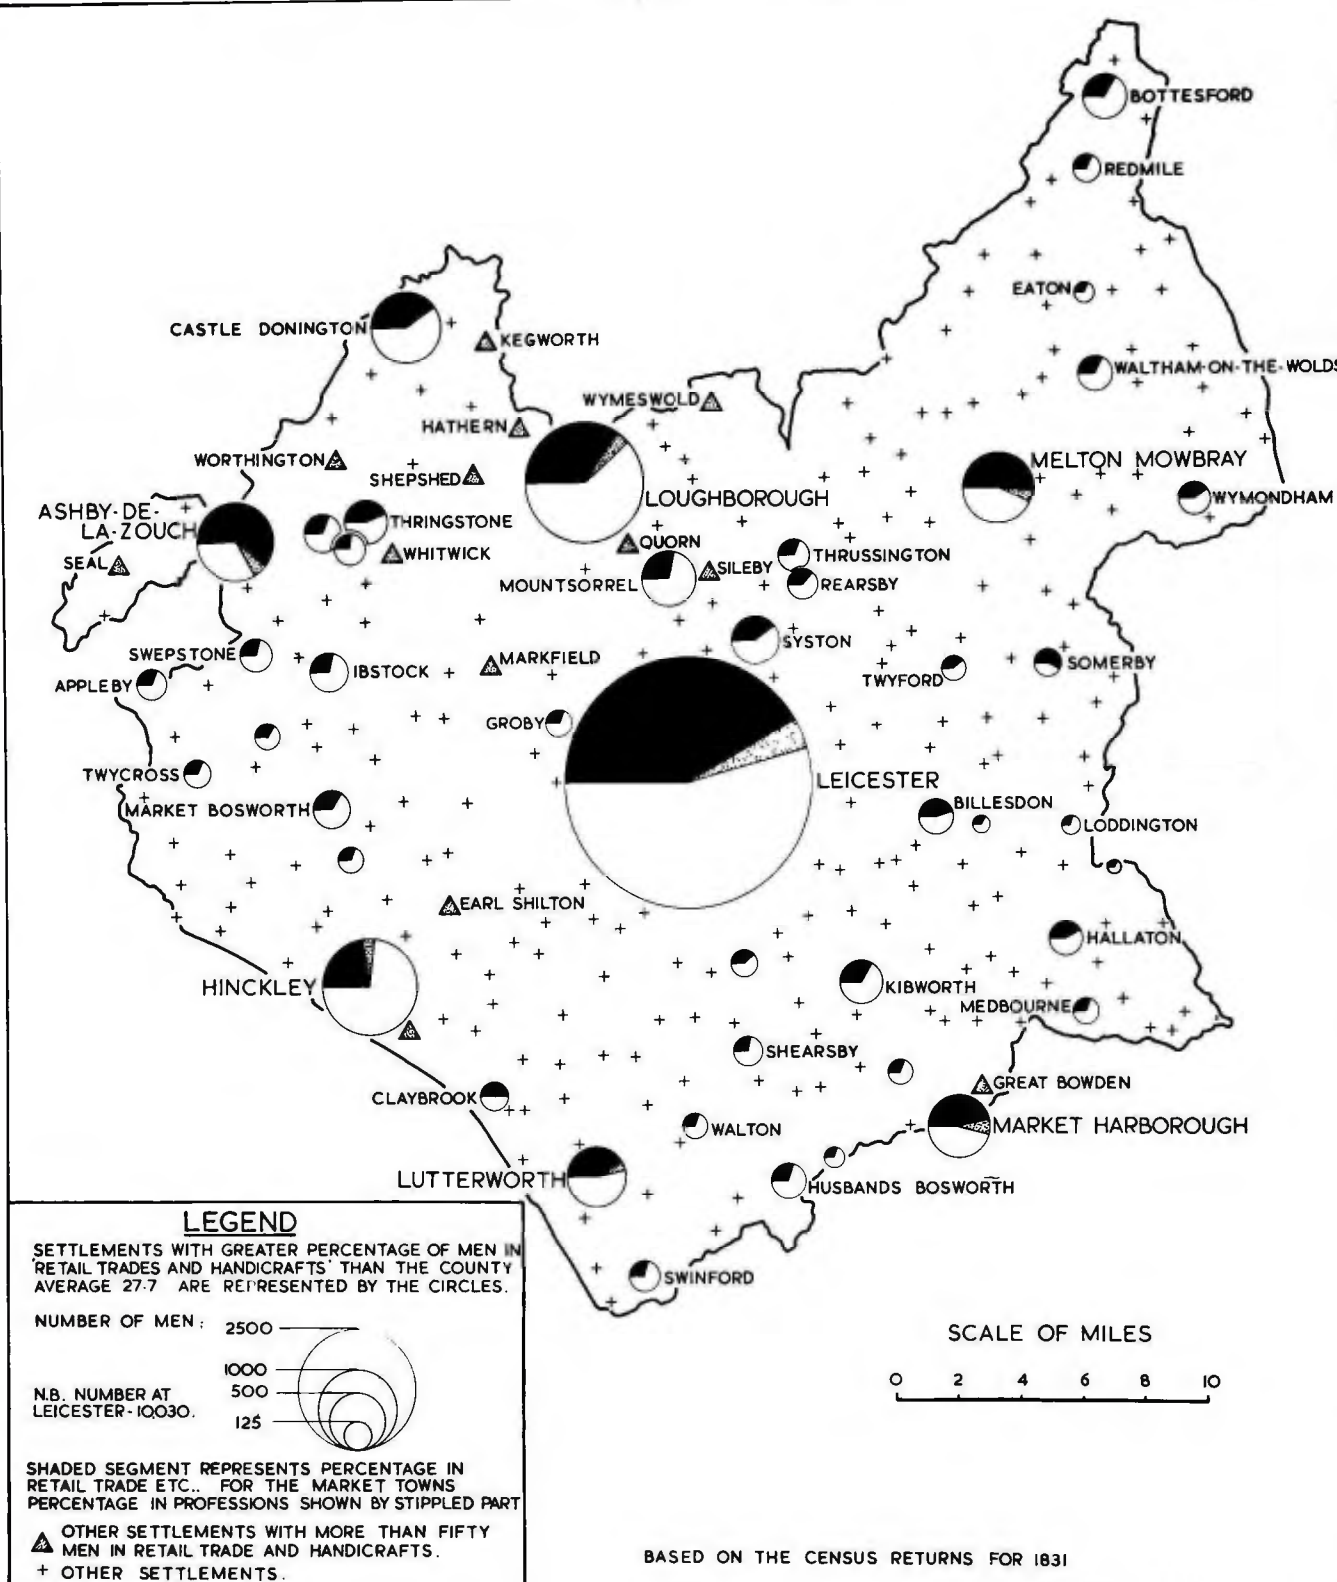 BOTTESFORD
REDMILE
EATON
CASTLE DONINGTON
KEGWORTH
WALTHAM-ON-THE-WOLDS
WYMESWOLD
HATHERN
WORTHINGTON
SHEPSHED
MELTON MOWBRAY
LOUGHBOROUGH
WYMONDHAM
ASHBY-DE-
LA-ZOUCH
THRINGSTONE
QUORN
WHITWICK
THRUSSINGTON
SEAL
SILEBY
MOUNTSORREL
REARSBY
SYSTON
SWEPSTONE
MARKFIELD
SOMERBY
IBSTOCK
TWYFORD
APPLEBY
GROBY
TWYCROSS
LEICESTER
BILLESDON
MARKET BOSWORTH
LODDINGTON
EARL SHILTON
HALLATON
HINCKLEY
KIBWORTH
MEDBOURNE
SHEARSBY
GREAT BOWDEN
CLAYBROOK
MARKET HARBOROUGH
WALTON
LUTTERWORTH
HUSBANDS BOSWORTH
SWINFORD
LEGEND
SETTLEMENTS WITH GREATER PERCENTAGE OF MEN IN
'RETAIL TRADES AND HANDICRAFTS' THAN THE COUNTY
AVERAGE 27·7 ARE REPRESENTED BY THE CIRCLES.
NUMBER OF MEN:
2500
1000
500
125
N.B. NUMBER AT
LEICESTER-10,030.
SHADED SEGMENT REPRESENTS PERCENTAGE IN
RETAIL TRADE ETC.. FOR THE MARKET TOWNS
PERCENTAGE IN PROFESSIONS SHOWN BY STIPPLED PART
OTHER SETTLEMENTS WITH MORE THAN FIFTY
MEN IN RETAIL TRADE AND HANDICRAFTS.
+ OTHER SETTLEMENTS.
SCALE OF MILES
0 2 4 6 8 10
BASED ON THE CENSUS RETURNS FOR 1831